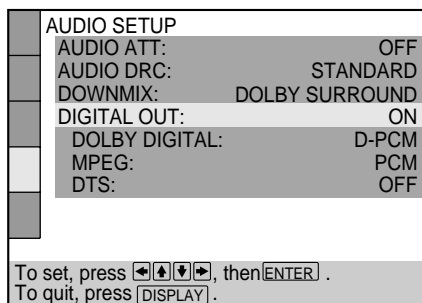 AUDIO SETUP
AUDIO ATT: OFF
AUDIO DRC: STANDARD
DOWNMIX: DOLBY SURROUND
DIGITAL OUT: ON
DOLBY DIGITAL: D-PCM
MPEG: PCM
DTS: OFF
To set, press ←↑↓→, then ENTER .
To quit, press DISPLAY .